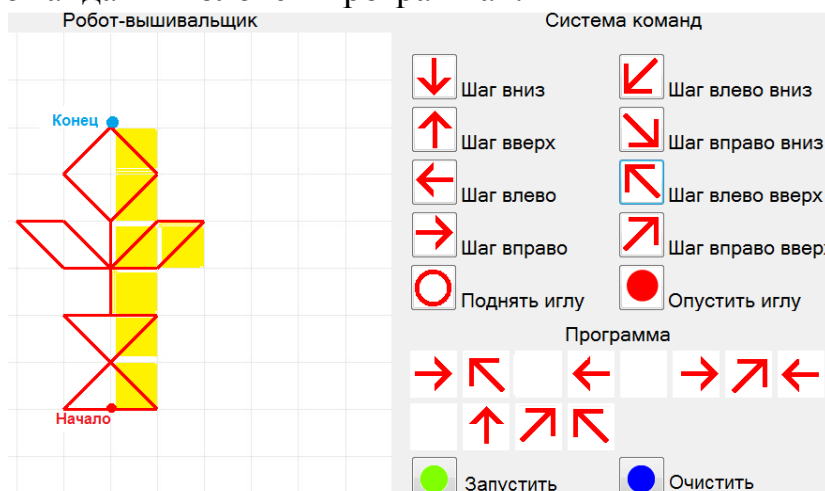 Робот-вышивальщик
Система команд
Конец
Начало
Шаг вниз
Шаг влево вниз
Шаг вверх
Шаг вправо вниз
Шаг влево
Шаг влево вверх
Шаг вправо
Шаг вправо
Поднять иглу
Опустить иглу
Программа
Запустить
Очистить